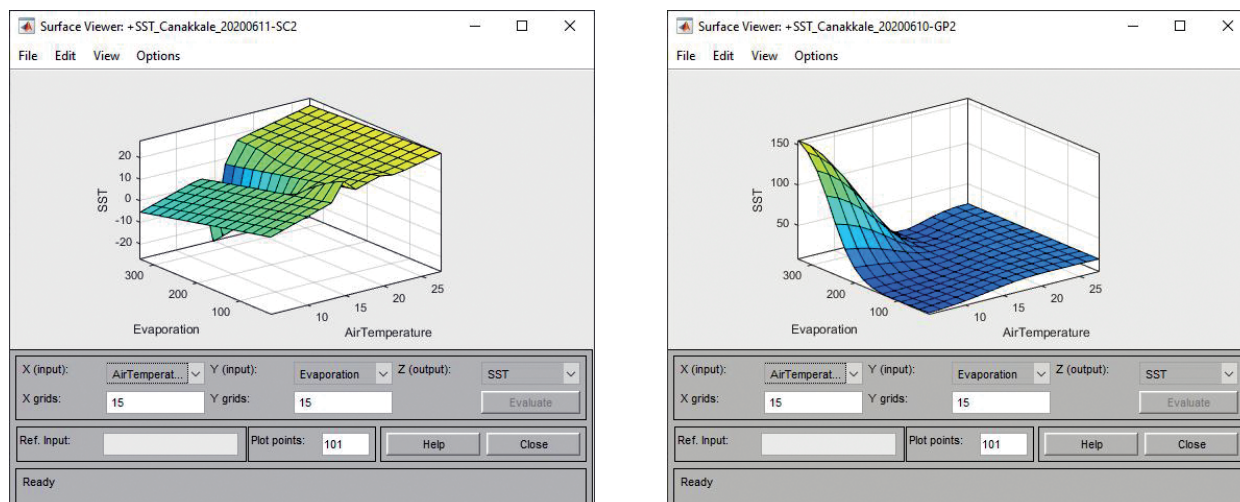 Surface Viewer: +SST_Canakkale_20200611-SC2
File Edit View Options
20
10
0
-10
-20
SST
300
200
100
Evaporation
10
15
20
25
AirTemperature
X (input): AirTemperat... Y (input): Evaporation Z (output): SST
X grids: 15 Y grids: 15 Evaluate
Ref. Input: Plot points: 101 Help Close
Ready
Surface Viewer: +SST_Canakkale_20200610-GP2
File Edit View Options
150
100
50
SST
300
200
100
Evaporation
10
15
20
25
AirTemperature
X (input): AirTemperat... Y (input): Evaporation Z (output): SST
X grids: 15 Y grids: 15 Evaluate
Ref. Input: Plot points: 101 Help Close
Ready